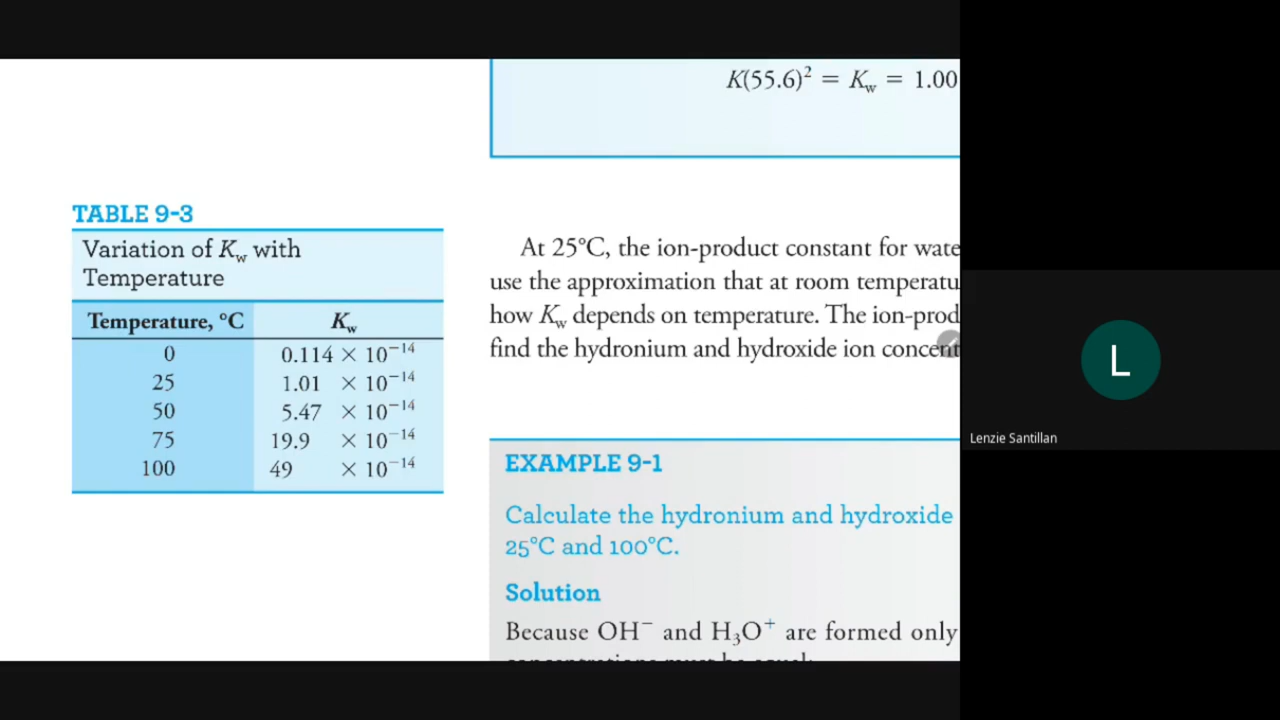 K(55.6)² = Kw = 1.00
TABLE 9-3
Variation of Kw with
Temperature
Temperature, °C Kw
0 0.114 × 10⁻¹⁴
25 1.01 × 10⁻¹⁴
50 5.47 × 10⁻¹⁴
75 19.9 × 10⁻¹⁴
100 49 × 10⁻¹⁴
At 25°C, the ion-product constant for wate
use the approximation that at room temperatu
how Kw depends on temperature. The ion-prod
find the hydronium and hydroxide ion concent
EXAMPLE 9-1
Calculate the hydronium and hydroxide
25°C and 100°C.
Solution
Because OH⁻ and H₃O⁺ are formed only
L
Lenzie Santillan